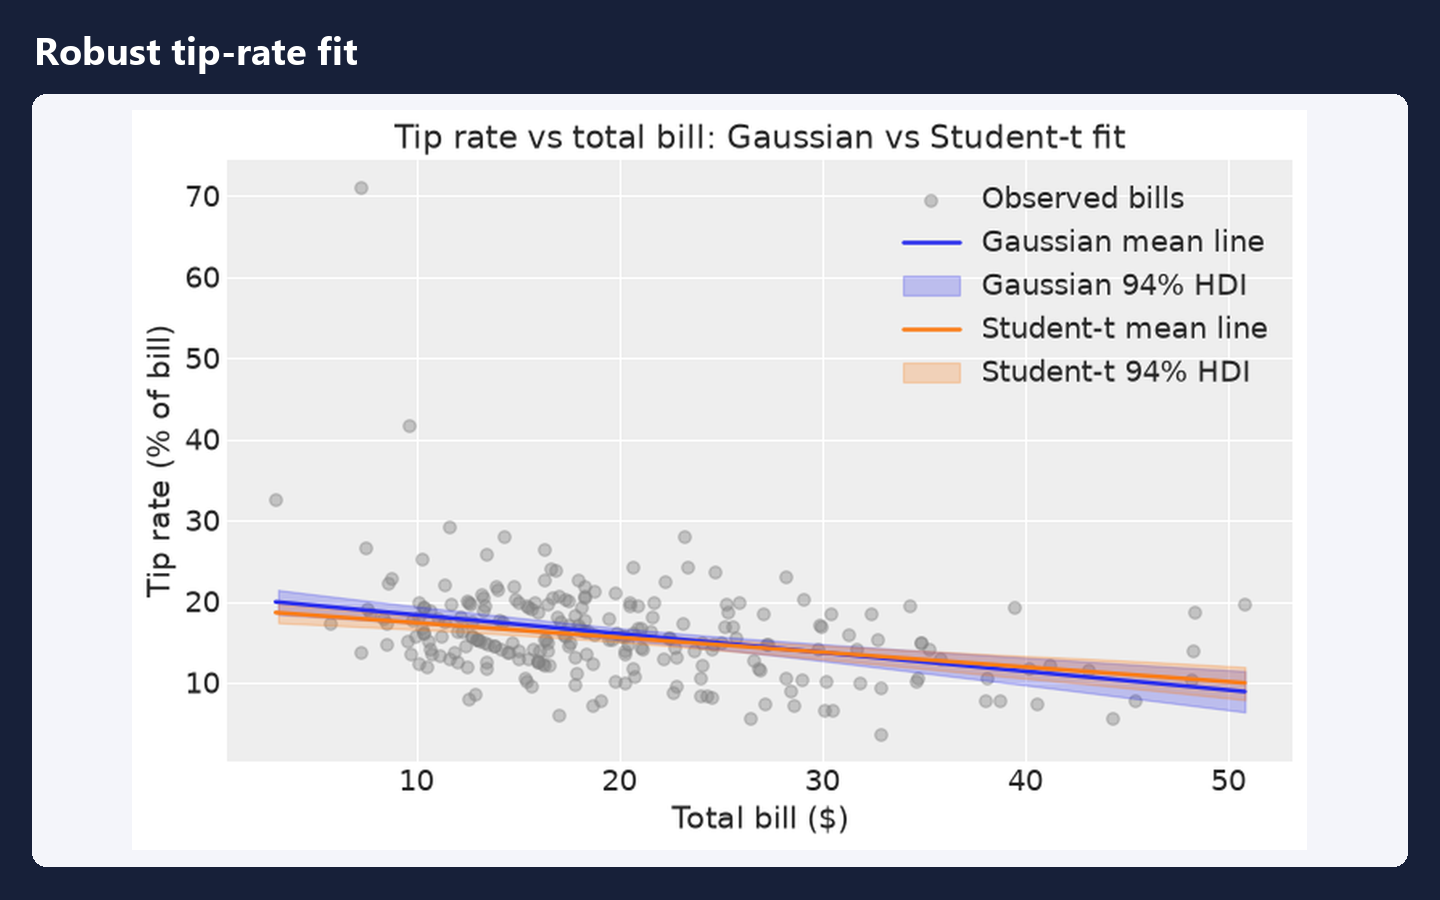 Robust tip-rate fit
Tip rate vs total bill: Gaussian vs Student-t fit
Observed bills
Gaussian mean line
Gaussian 94% HDI
Student-t mean line
Student-t 94% HDI
Tip rate (% of bill)
70
60
50
40
30
20
10
10 20 30 40 50
Total bill ($)